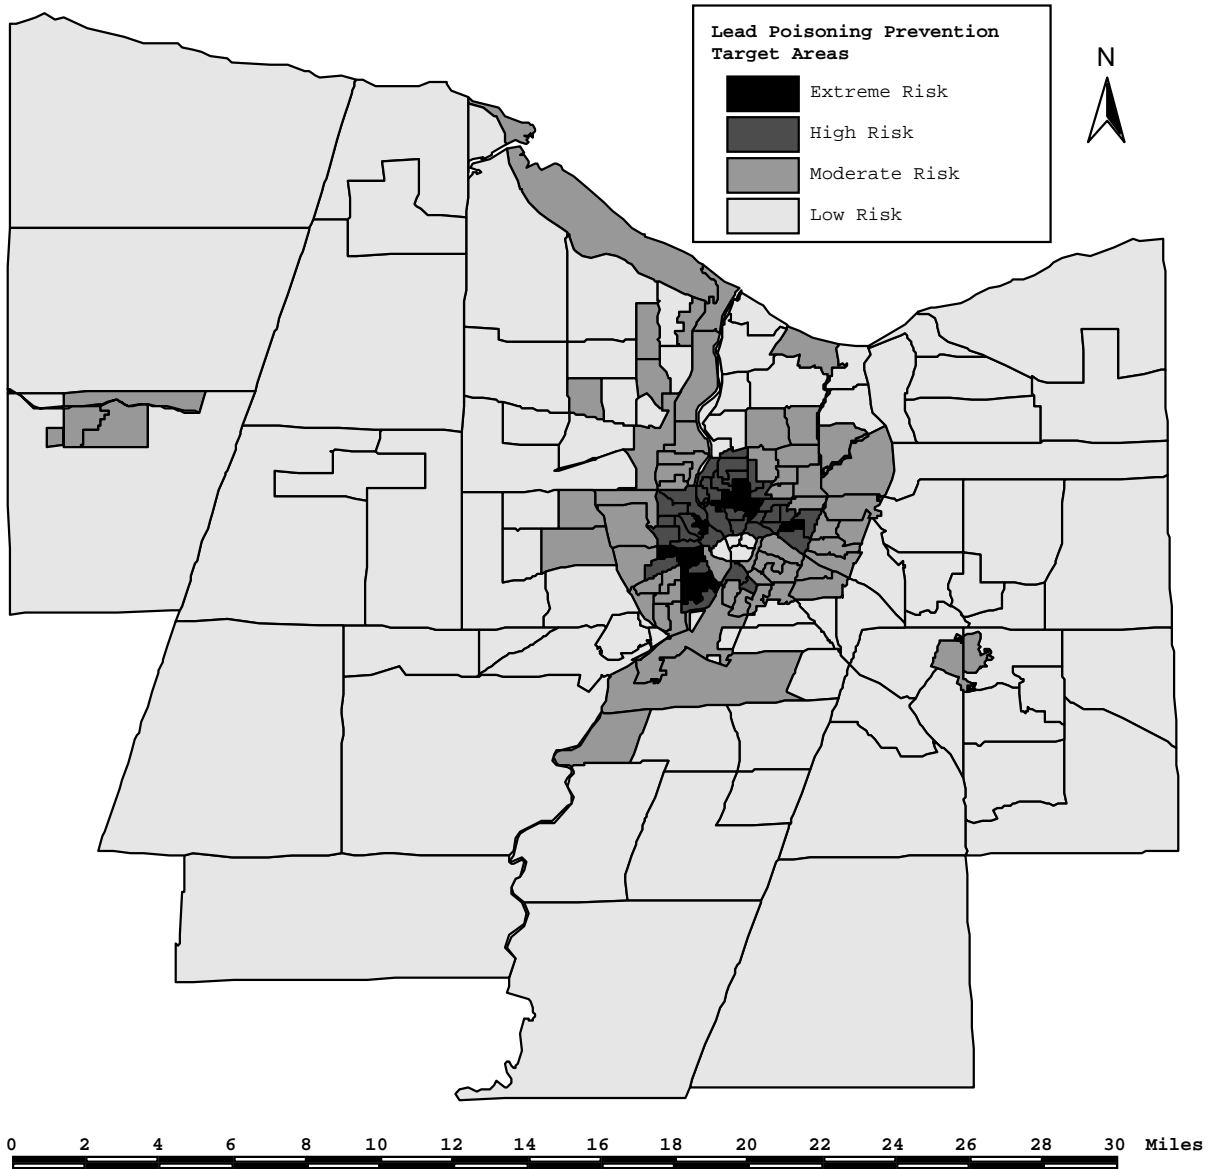 Lead Poisoning Prevention
Target Areas
Extreme Risk
High Risk
Moderate Risk
Low Risk
N
0 2 4 6 8 10 12 14 16 18 20 22 24 26 28 30 Miles